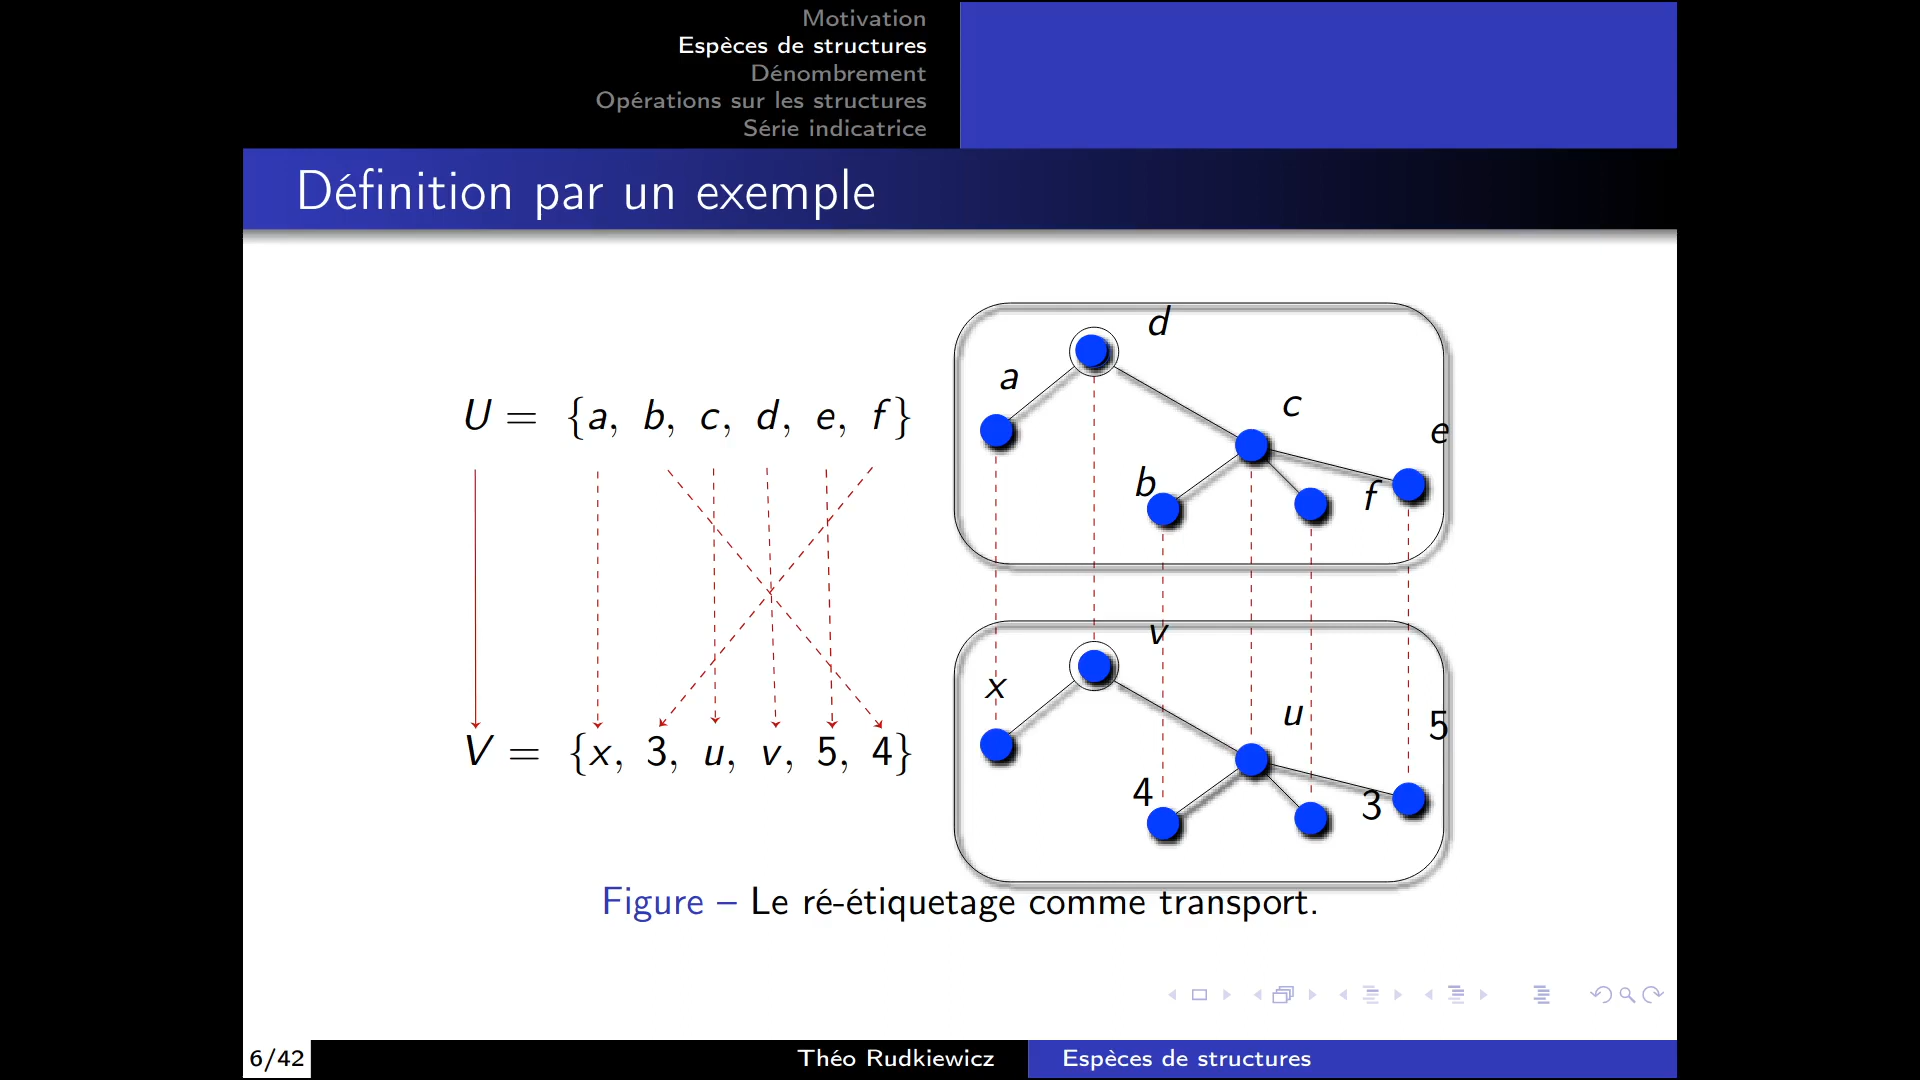 Motivation
Espèces de structures
Dénombrement
Opérations sur les structures
Série indicatrice
Définition par un exemple
U = {a, b, c, d, e, f}
d
a
c
e
b
f
V = {x, 3, u, v, 5, 4}
v
x
u
5
4
3
Figure – Le ré-étiquetage comme transport.
6/42
Théo Rudkiewicz
Espèces de structures